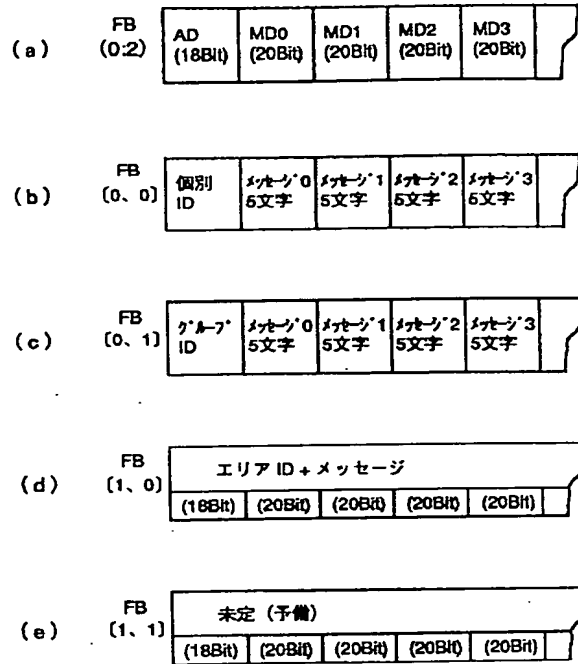 (a)
FB
(0:2)
AD
(18Bit)
MD0
(20Bit)
MD1
(20Bit)
MD2
(20Bit)
MD3
(20Bit)
(b)
FB
〔0、0〕
個別
ID
メッセージ0
5文字
メッセージ1
5文字
メッセージ2
5文字
メッセージ3
5文字
(c)
FB
〔0、1〕
グループ
ID
メッセージ0
5文字
メッセージ1
5文字
メッセージ2
5文字
メッセージ3
5文字
(d)
FB
〔1、0〕
エリア ID + メッセージ
(18Bit)
(20Bit)
(20Bit)
(20Bit)
(20Bit)
(e)
FB
〔1、1〕
未定 (予備)
(18Bit)
(20Bit)
(20Bit)
(20Bit)
(20Bit)